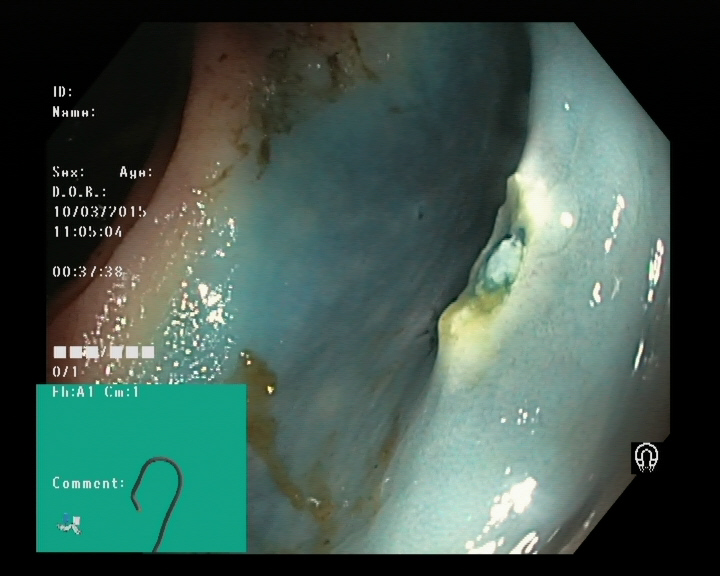 ID:
Name:
Sex: Age:
D.O.B.:
10/03/2015
11:05:04
00:37:38
0/1
Eh:A1 Cm:1
Comment: